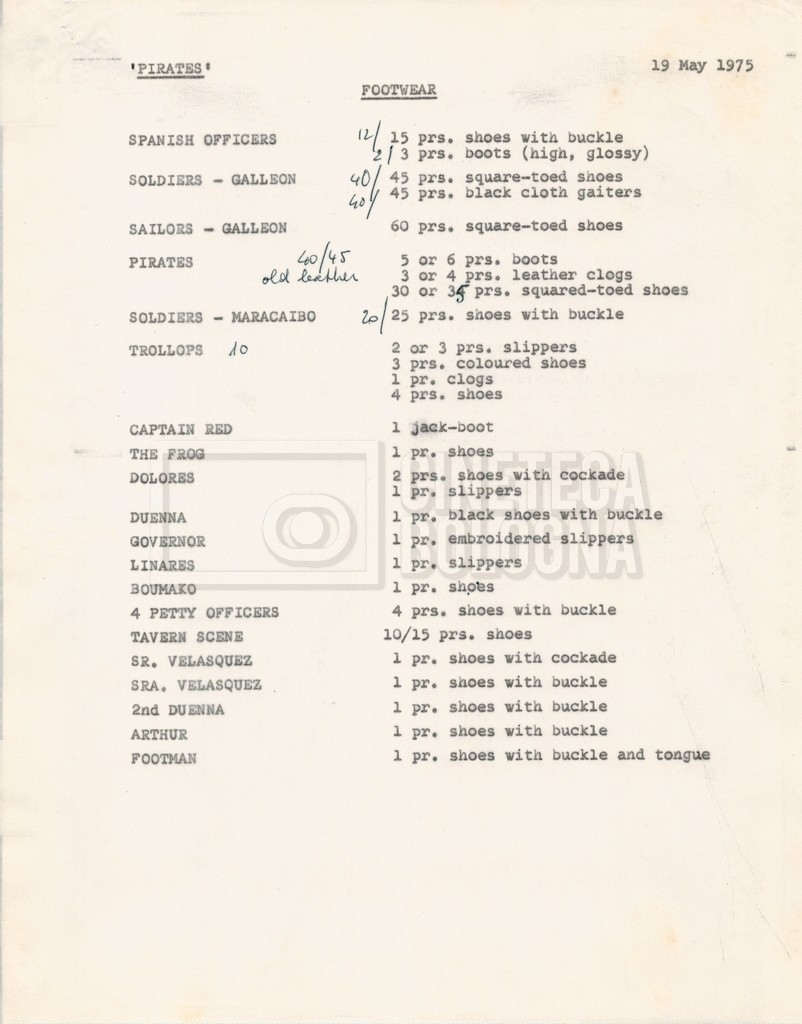 'PIRATES' 19 May 1975
FOOTWEAR
SPANISH OFFICERS 12/ 15 prs. shoes with buckle
2/ 3 prs. boots (high, glossy)
SOLDIERS - GALLEON 40/ 45 prs. square-toed shoes
40/ 45 prs. black cloth gaiters
SAILORS - GALLEON 60 prs. square-toed shoes
PIRATES 40/45 5 or 6 prs. boots
old leather 3 or 4 prs. leather clogs
30 or 35 prs. squared-toed shoes
SOLDIERS - MARACAIBO 20/ 25 prs. shoes with buckle
TROLLOPS 10 2 or 3 prs. slippers
3 prs. coloured shoes
1 pr. clogs
4 prs. shoes
CAPTAIN RED 1 jack-boot
THE FROG 1 pr. shoes
DOLORES 2 prs. shoes with cockade
1 pr. slippers
DUENNA 1 pr. black shoes with buckle
GOVERNOR 1 pr. embroidered slippers
LINARES 1 pr. slippers
BOUMAKO 1 pr. shoes
4 PETTY OFFICERS 4 prs. shoes with buckle
TAVERN SCENE 10/15 prs. shoes
SR. VELASQUEZ 1 pr. shoes with cockade
SRA. VELASQUEZ 1 pr. shoes with buckle
2nd DUENNA 1 pr. shoes with buckle
ARTHUR 1 pr. shoes with buckle
FOOTMAN 1 pr. shoes with buckle and tongue
CINETECA
BOLOGNA